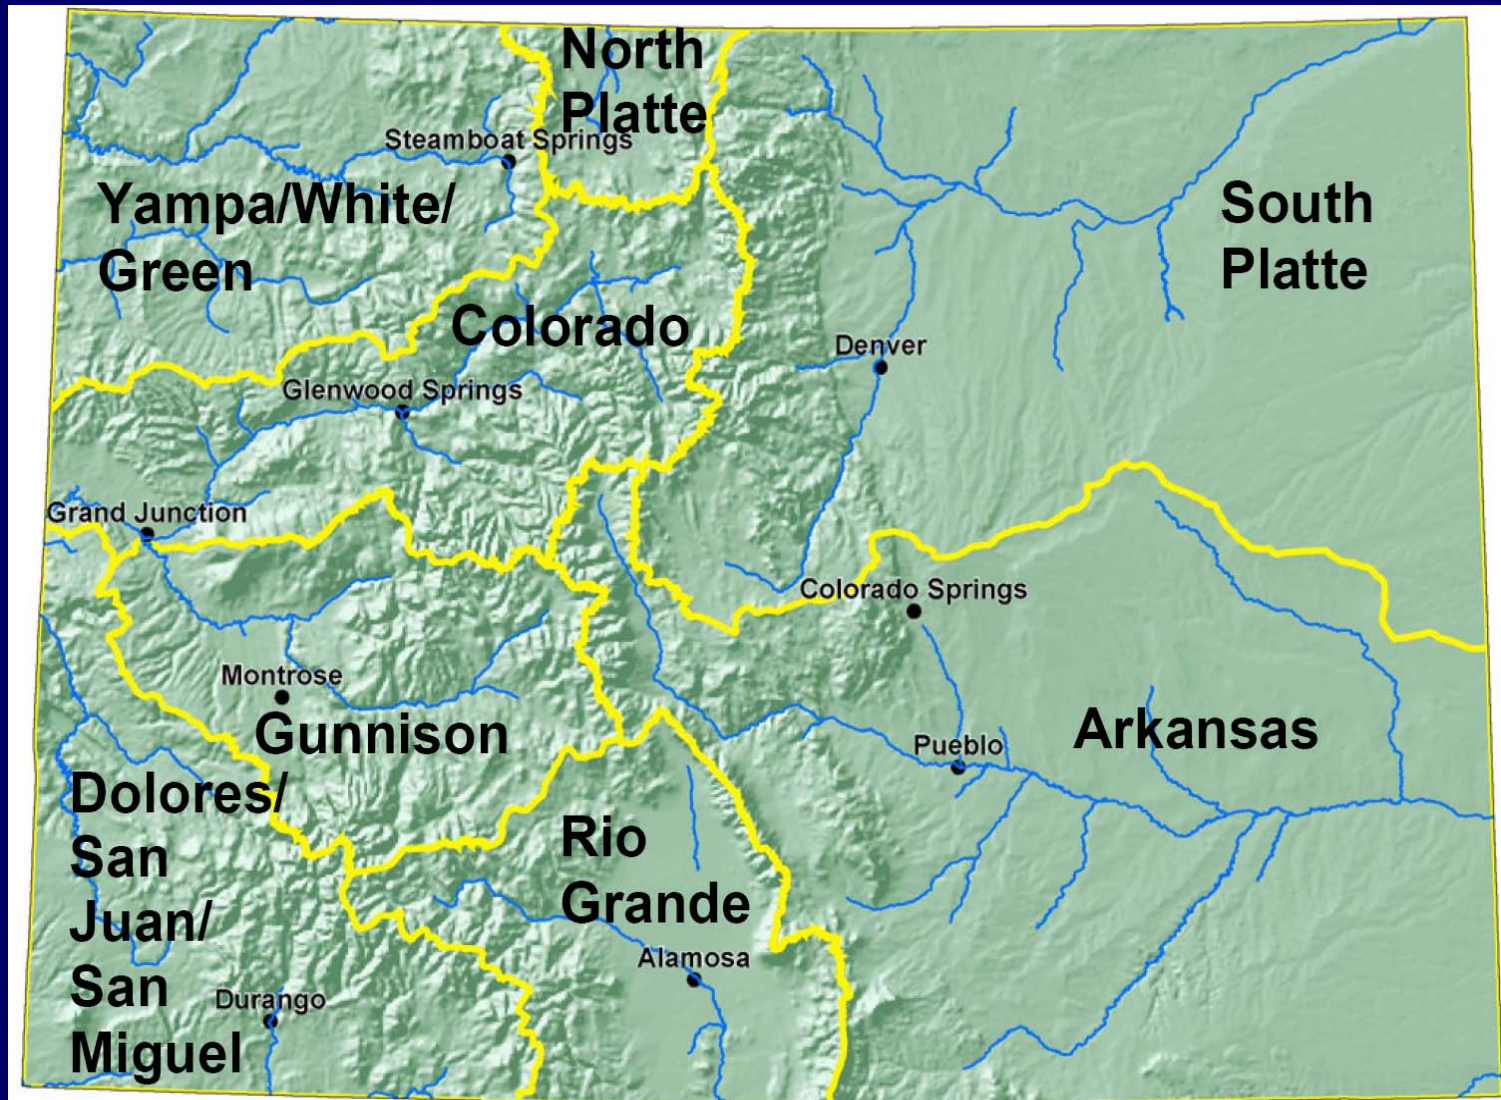 North
Platte
Steamboat Springs
Yampa/White/
Green
South
Platte
Colorado
Denver
Glenwood Springs
Grand Junction
Colorado Springs
Montrose
Gunnison
Arkansas
Pueblo
Dolores/
San
Juan/
San
Miguel
Rio
Grande
Alamosa
Durango